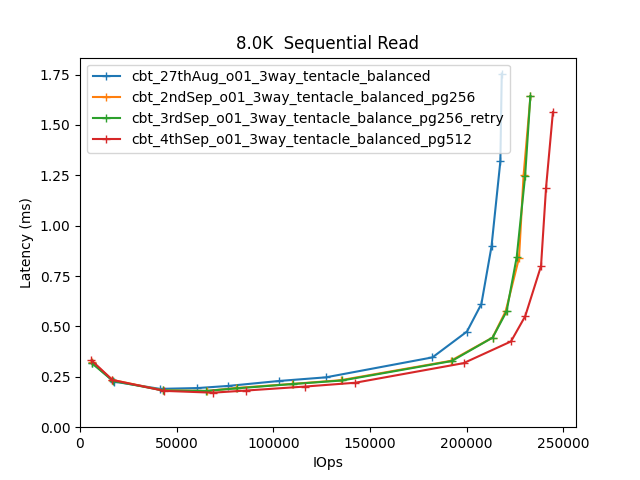 8.0K  Sequential Read
1.75
1.50
1.25
1.00
0.75
0.50
0.25
0.00
Latency (ms)
cbt_27thAug_o01_3way_tentacle_balanced
cbt_2ndSep_o01_3way_tentacle_balanced_pg256
cbt_3rdSep_o01_3way_tentacle_balance_pg256_retry
cbt_4thSep_o01_3way_tentacle_balanced_pg512
0 50000 100000 150000 200000 250000
IOps